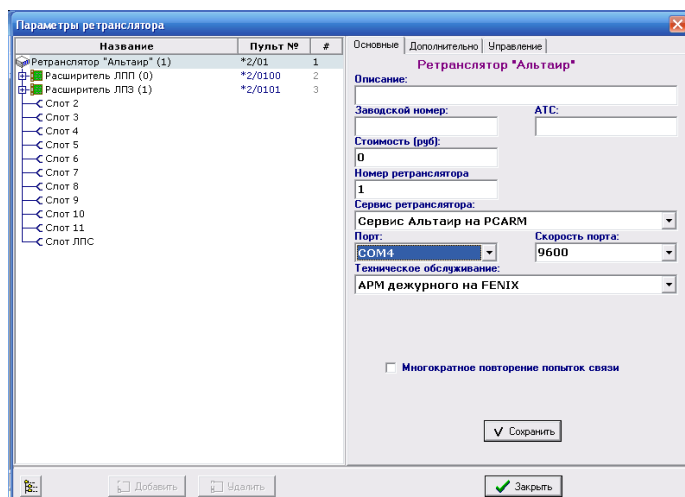 Параметры ретранслятора
Название Пульт № #
Ретранслятор "Альтаир" (1) *2/01 1
Расширитель ЛПП (0) *2/0100 2
Расширитель ЛПЗ (1) *2/0101 3
Слот 2
Слот 3
Слот 4
Слот 5
Слот 6
Слот 7
Слот 8
Слот 9
Слот 10
Слот 11
Слот ЛПС
Основные Дополнительно Управление
Ретранслятор "Альтаир"
Описание:
Заводской номер: АТС:
Стоимость (руб):
0
Номер ретранслятора
1
Сервис ретранслятора:
Сервис Альтаир на PCARM
Порт: Скорость порта:
COM4 9600
Техническое обслуживание:
АРМ дежурного на FENIX
Многократное повторение попыток связи
Сохранить
Добавить Удалить Закрыть